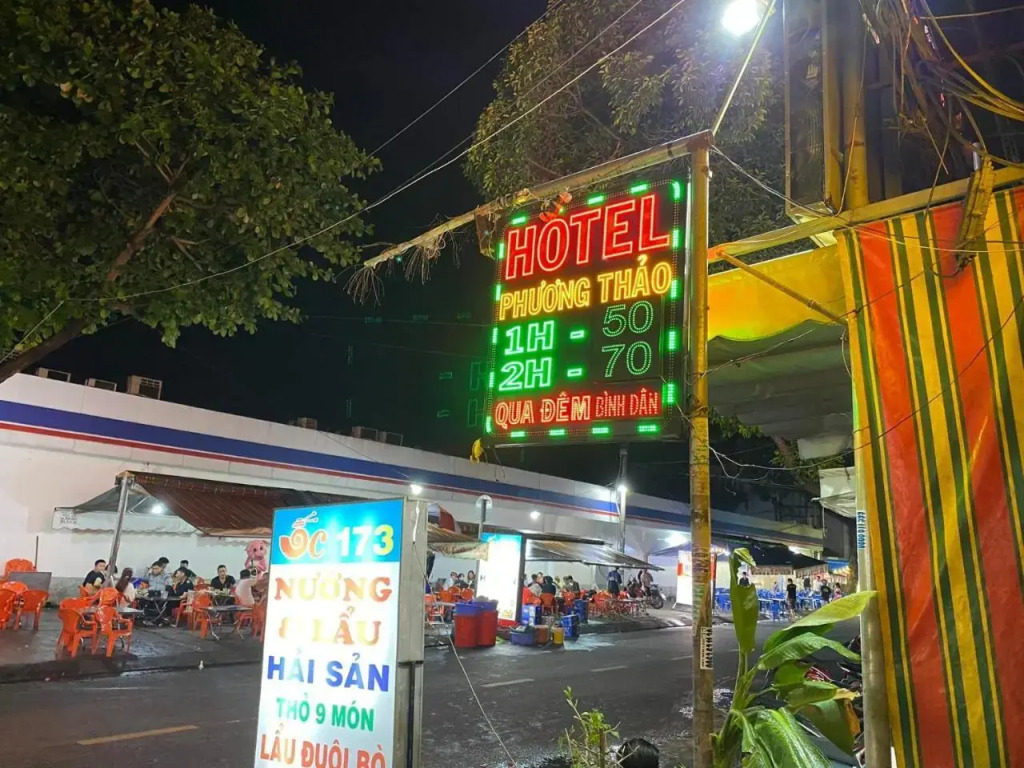 HOTEL
PHƯƠNG THẢO
1H - 50
2H - 70
QUA ĐÊM BÌNH DÂN
ỐC 173
NƯỚNG
& LẨU
HẢI SẢN
THỎ 9 MÓN
LẨU ĐUÔI BÒ